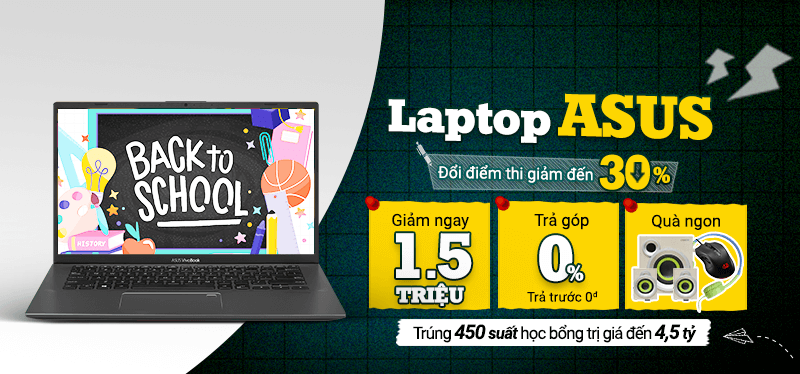 BACK TO
SCHOOL
HISTORY
ASUS VivoBook
Laptop ASUS
Đổi điểm thi giảm đến 30%
Giảm ngay
1.5
TRIỆU
Trả góp
0%
Trả trước 0đ
Quà ngon
Trúng 450 suất học bổng trị giá đến 4,5 tỷ